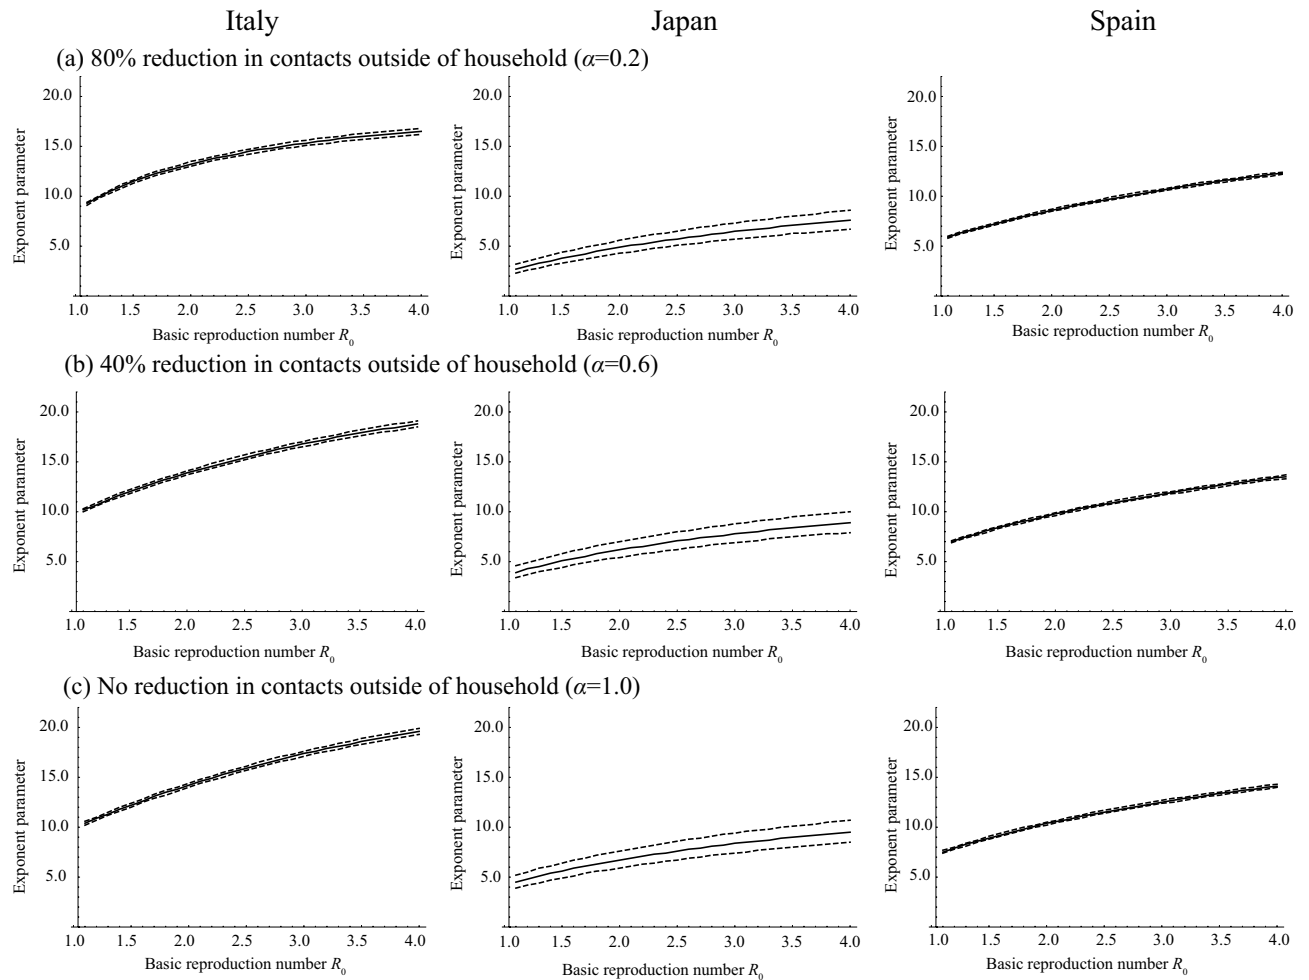 Italy Japan Spain
(a) 80% reduction in contacts outside of household (α=0.2)
Exponent parameter
20.0
15.0
10.0
5.0
1.0 1.5 2.0 2.5 3.0 3.5 4.0
Basic reproduction number R0
Exponent parameter
20.0
15.0
10.0
5.0
1.0 1.5 2.0 2.5 3.0 3.5 4.0
Basic reproduction number R0
Exponent parameter
20.0
15.0
10.0
5.0
1.0 1.5 2.0 2.5 3.0 3.5 4.0
Basic reproduction number R0
(b) 40% reduction in contacts outside of household (α=0.6)
Exponent parameter
20.0
15.0
10.0
5.0
1.0 1.5 2.0 2.5 3.0 3.5 4.0
Basic reproduction number R0
Exponent parameter
20.0
15.0
10.0
5.0
1.0 1.5 2.0 2.5 3.0 3.5 4.0
Basic reproduction number R0
Exponent parameter
20.0
15.0
10.0
5.0
1.0 1.5 2.0 2.5 3.0 3.5 4.0
Basic reproduction number R0
(c) No reduction in contacts outside of household (α=1.0)
Exponent parameter
20.0
15.0
10.0
5.0
1.0 1.5 2.0 2.5 3.0 3.5 4.0
Basic reproduction number R0
Exponent parameter
20.0
15.0
10.0
5.0
1.0 1.5 2.0 2.5 3.0 3.5 4.0
Basic reproduction number R0
Exponent parameter
20.0
15.0
10.0
5.0
1.0 1.5 2.0 2.5 3.0 3.5 4.0
Basic reproduction number R0